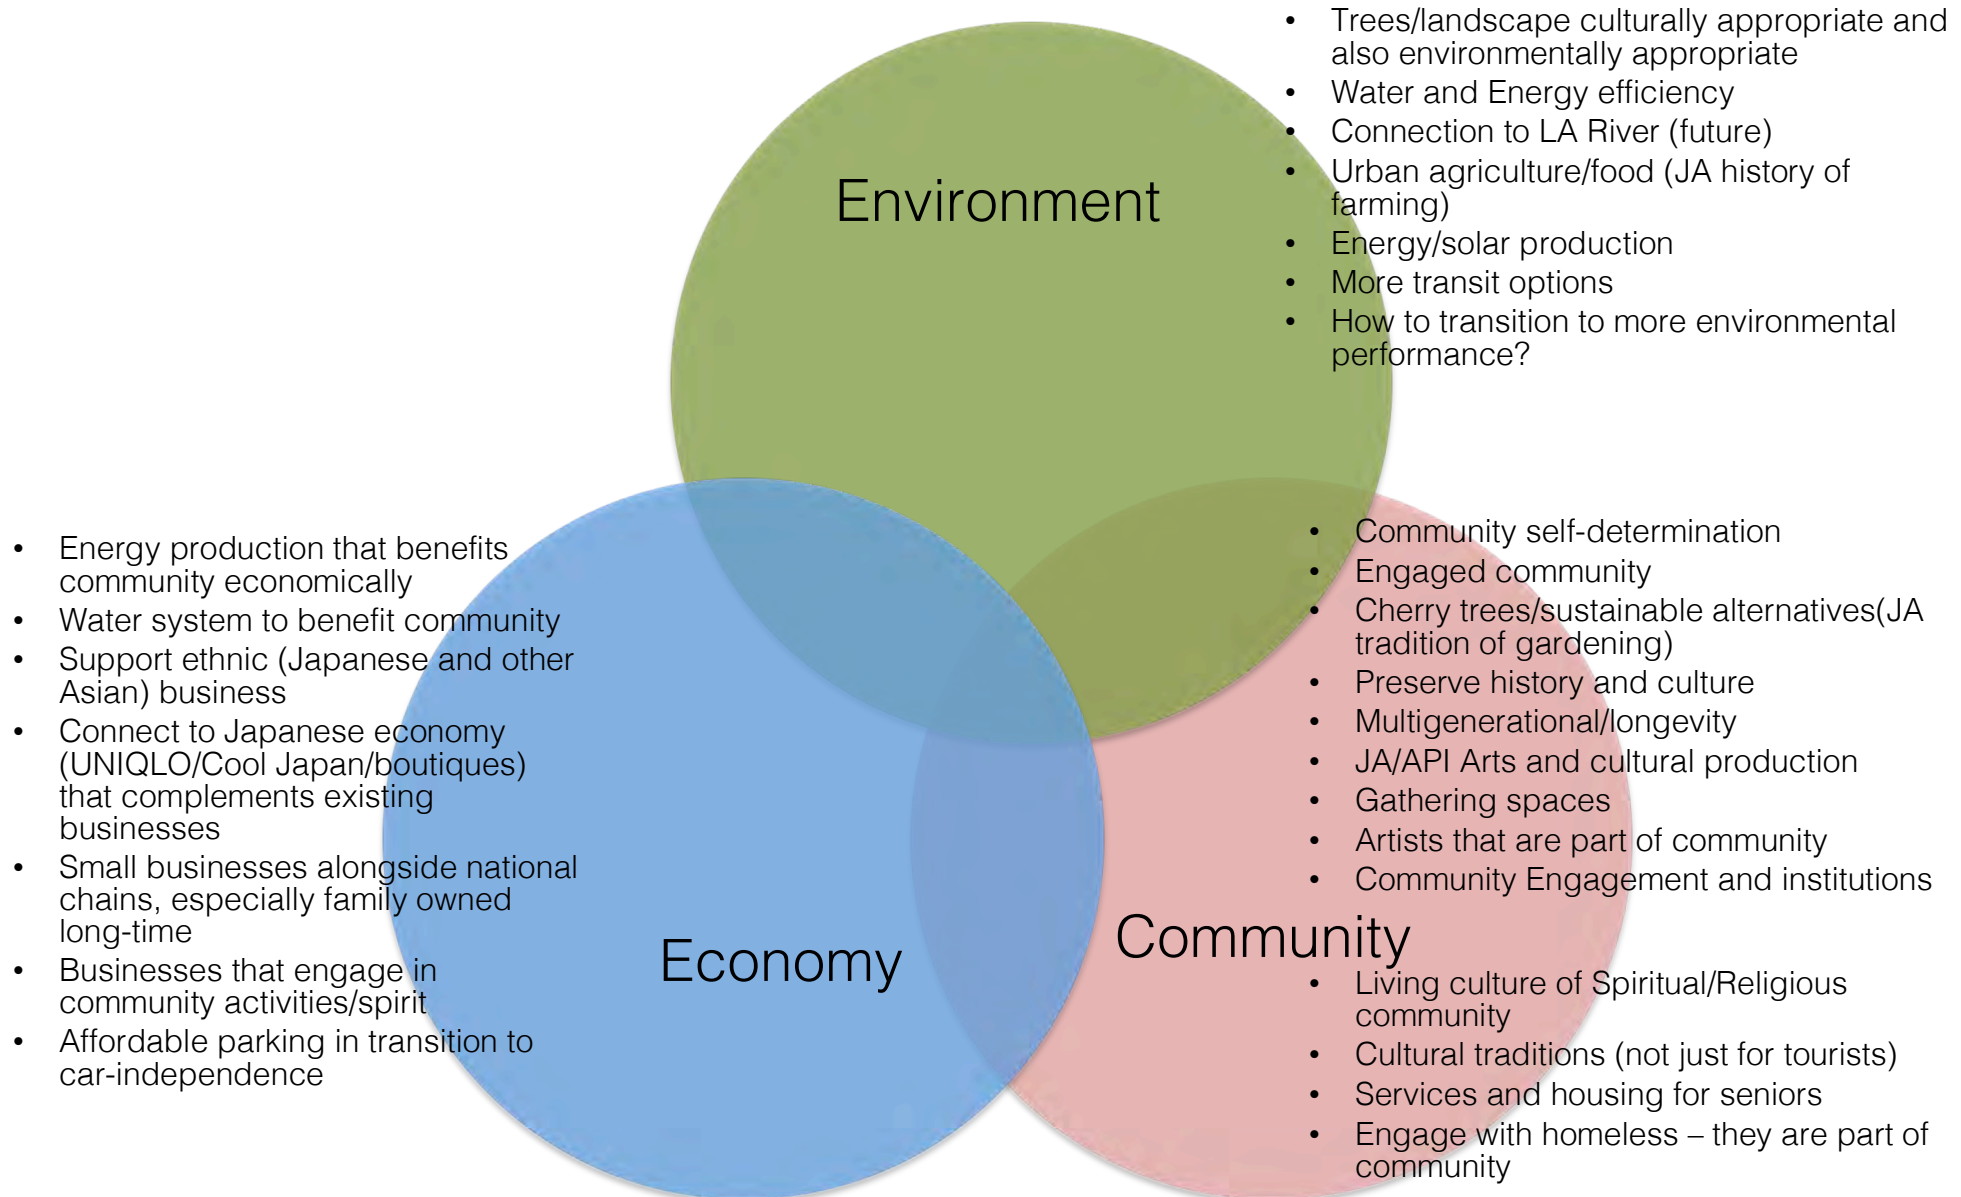 Environment
• Trees/landscape culturally appropriate and
also environmentally appropriate
• Water and Energy efficiency
• Connection to LA River (future)
• Urban agriculture/food (JA history of
farming)
• Energy/solar production
• More transit options
• How to transition to more environmental
performance?
• Energy production that benefits
community economically
• Water system to benefit community
• Support ethnic (Japanese and other
Asian) business
• Connect to Japanese economy
(UNIQLO/Cool Japan/boutiques)
that complements existing
businesses
• Small businesses alongside national
chains, especially family owned
long-time
• Businesses that engage in
community activities/spirit
• Affordable parking in transition to
car-independence
Economy
• Community self-determination
• Engaged community
• Cherry trees/sustainable alternatives(JA
tradition of gardening)
• Preserve history and culture
• Multigenerational/longevity
• JA/API Arts and cultural production
• Gathering spaces
• Artists that are part of community
• Community Engagement and institutions
Community
• Living culture of Spiritual/Religious
community
• Cultural traditions (not just for tourists)
• Services and housing for seniors
• Engage with homeless – they are part of
community